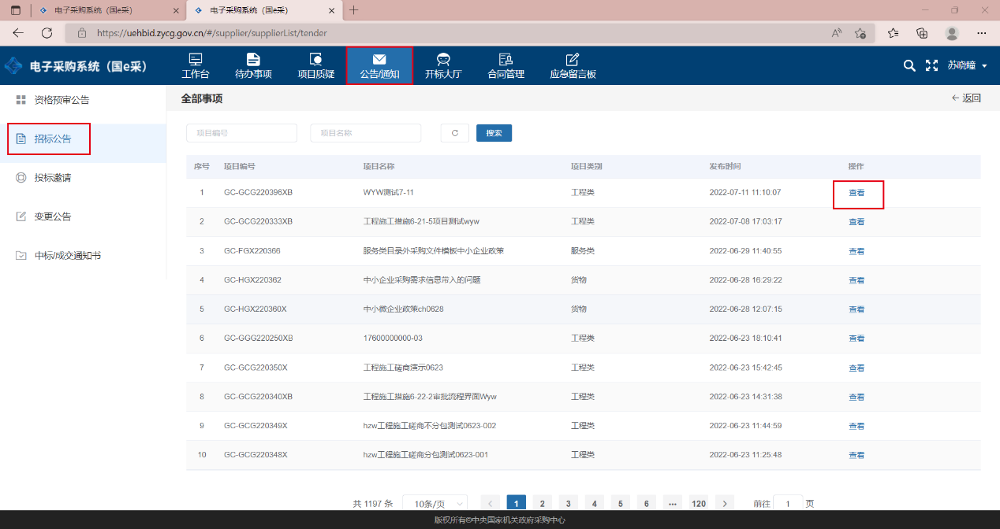 电子采购系统（国e采）
电子采购系统（国e采）
https://uehbid.zycg.gov.cn/#/supplier/supplierList/tender
电子采购系统（国e采）
工作台
待办事项
项目质疑
公告/通知
开标大厅
合同管理
应急留言板
苏晓曈
资格预审公告
招标公告
投标邀请
变更公告
中标/成交通知书
全部事项
返回
项目编号 项目名称 搜索
序号 项目编号 项目名称 项目类别 发布时间 操作
1 GC-GCG220396XB WYW测试7-11 工程类 2022-07-11 11:10:07 查看
2 GC-GCG220333XB 工程施工措施6-21-5项目测试wyw 工程类 2022-07-08 17:03:17 查看
3 GC-FGX220366 服务类目录外采购文件模板中小企业政策 服务类 2022-06-29 11:40:55 查看
4 GC-HGX220362 中小企业采购需求信息带入的问题 货物 2022-06-28 16:29:22 查看
5 GC-HGX220360X 中小微企业政策ch0628 货物 2022-06-28 12:07:15 查看
6 GC-GGG220250XB 17600000000-03 工程类 2022-06-23 18:10:41 查看
7 GC-GCG220350X 工程施工磋商演示0623 工程类 2022-06-23 15:42:45 查看
8 GC-GCG220340XB 工程施工措施6-22-2审批流程界面Wyw 工程类 2022-06-23 14:31:38 查看
9 GC-GCG220349X hzw工程施工磋商不分包测试0623-002 工程类 2022-06-23 11:44:59 查看
10 GC-GCG220348X hzw工程施工磋商分包测试0623-001 工程类 2022-06-23 11:25:48 查看
共 1197 条 10条/页 1 2 3 4 5 6 ••• 120 前往 1 页
版权所有©中央国家机关政府采购中心